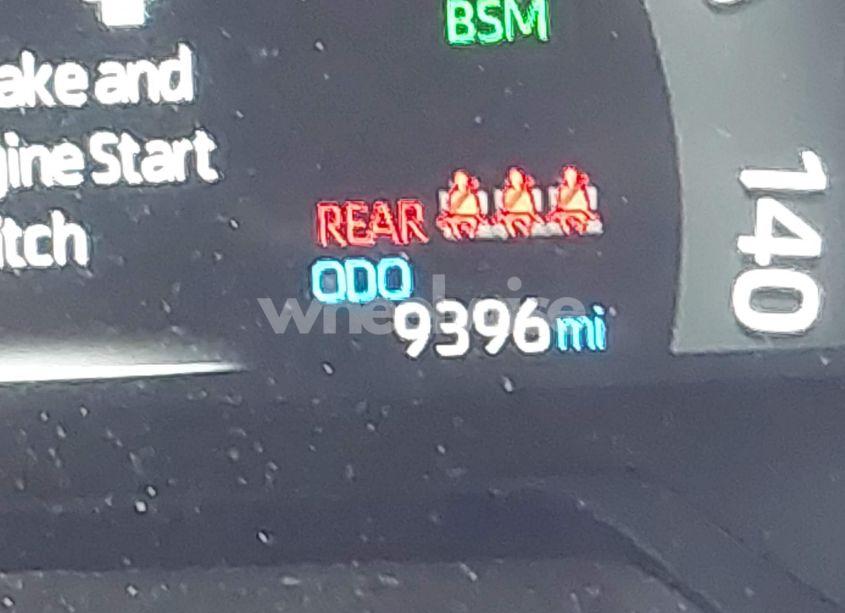 BSM
ake and
gine Start
itch
REAR
ODO
9396 mi
140